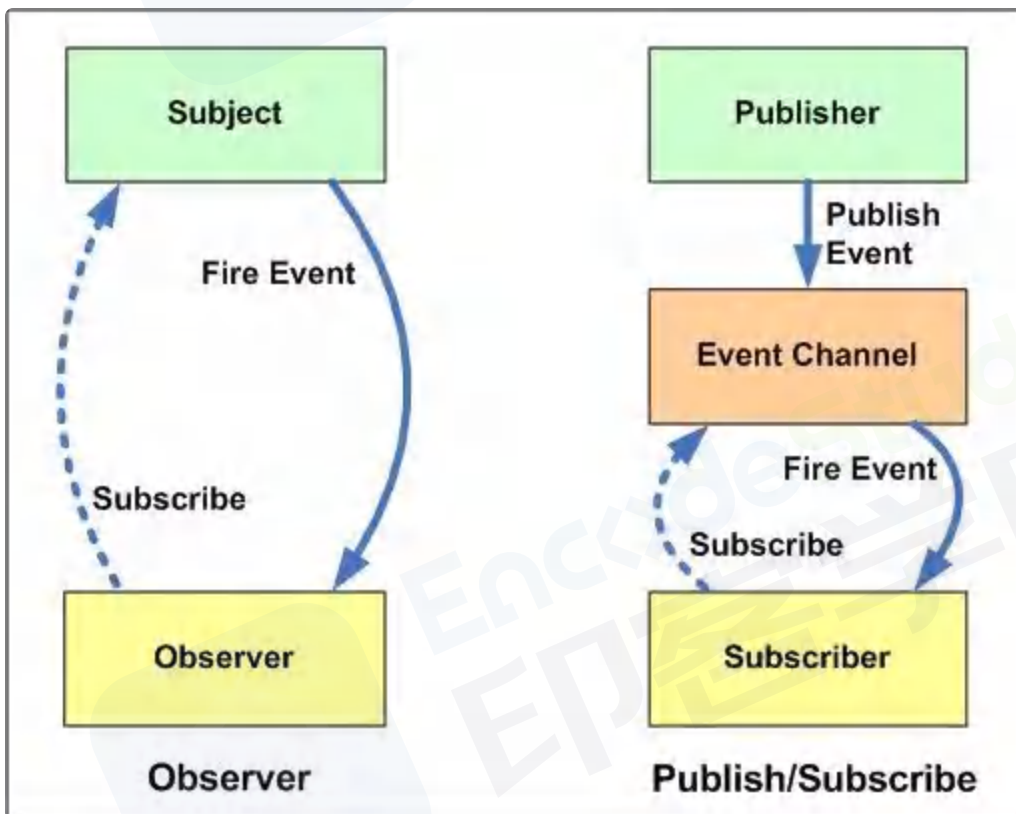 Subject
Fire Event
Subscribe
Observer
Observer
Publisher
Publish
Event
Event Channel
Fire Event
Subscribe
Subscriber
Publish/Subscribe